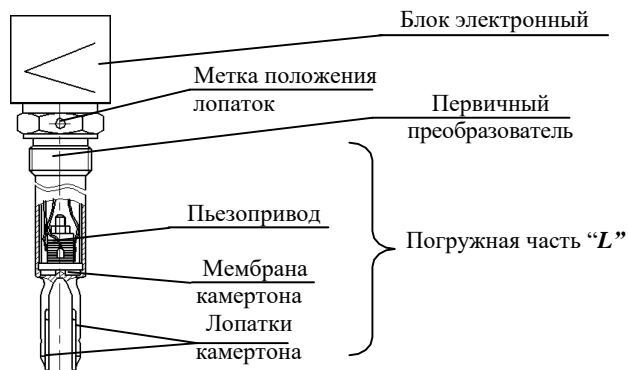 Блок электронный
Метка положения
лопаток
Первичный
преобразователь
Пьезопривод
Погружная часть “L”
Мембрана
камертона
Лопатки
камертона